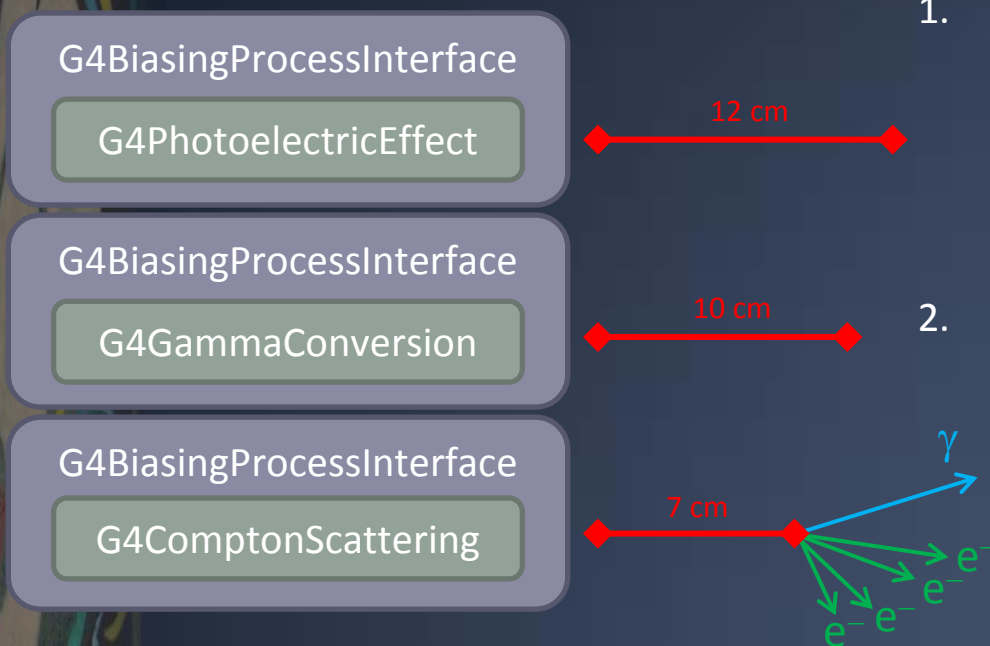 1.
G4BiasingProcessInterface
G4PhotoelectricEffect
12 cm
G4BiasingProcessInterface
G4GammaConversion
10 cm
2.
G4BiasingProcessInterface
G4ComptonScattering
7 cm
γ
e⁻
e⁻
e⁻
e⁻